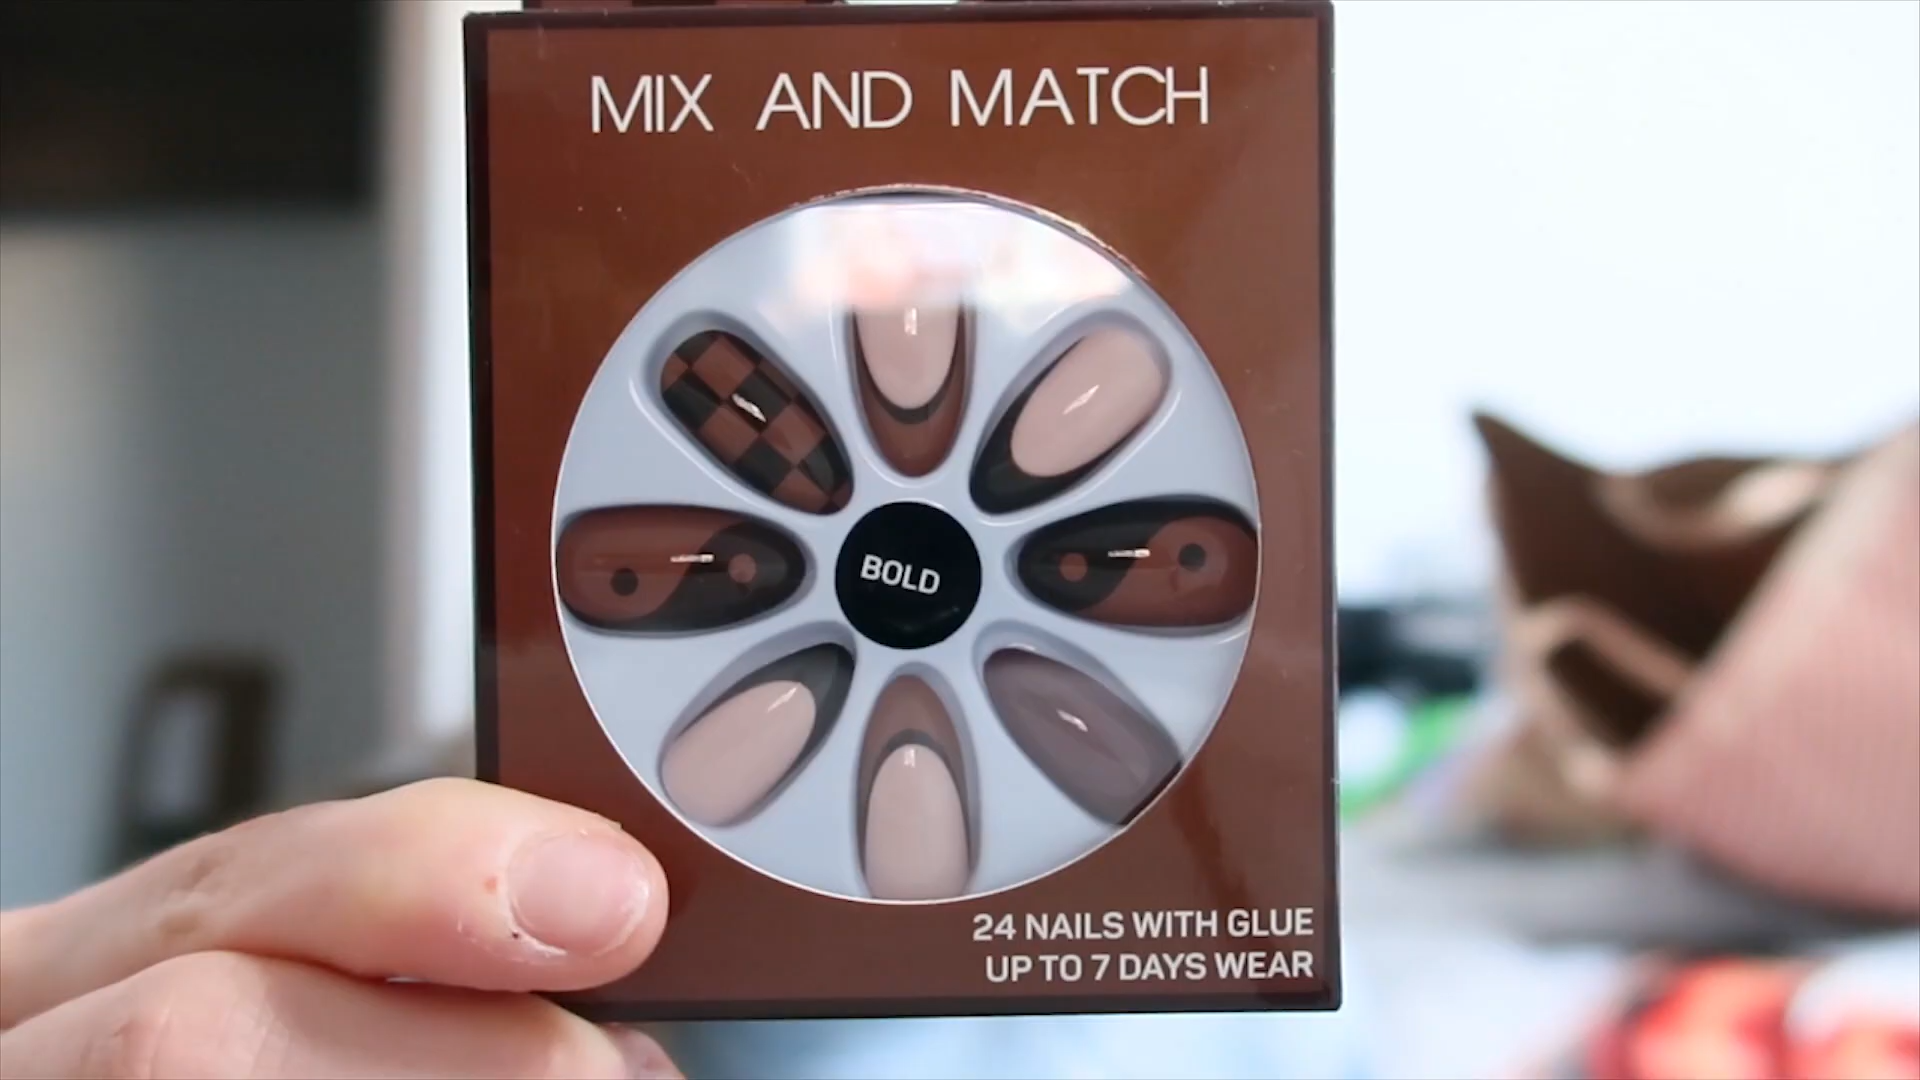 MIX AND MATCH
BOLD
24 NAILS WITH GLUE
UP TO 7 DAYS WEAR